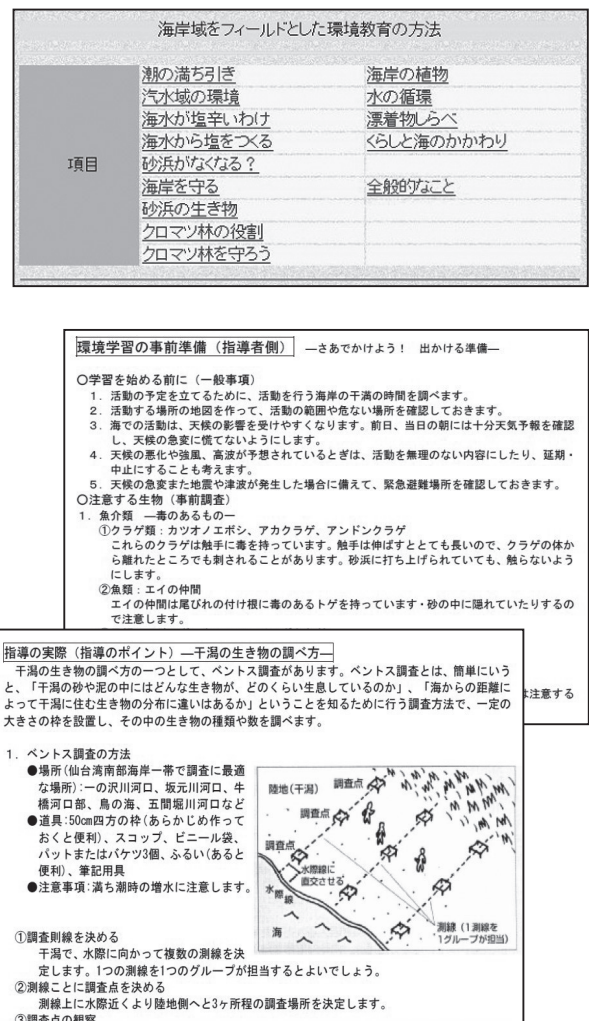 海岸域をフィールドとした環境教育の方法
項目
潮の満ち引き 海岸の植物
汽水域の環境 水の循環
海水が塩辛いわけ 漂着物しらべ
海水から塩をつくる くらしと海のかかわり
砂浜がなくなる?
海岸を守る 全般的なこと
砂浜の生き物
クロマツ林の役割
クロマツ林を守ろう
環境学習の事前準備(指導者側) ―さあでかけよう! 出かける準備―
○学習を始める前に(一般事項)
1.活動の予定を立てるために、活動を行う海岸の干満の時間を調べます。
2.活動する場所の地図を作って、活動の範囲や危ない場所を確認しておきます。
3.海での活動は、天候の影響を受けやすくなります。前日、当日の朝には十分天気予報を確認
し、天候の急変に慌てないようにします。
4.天候の悪化や強風、高波が予想されているときは、活動を無理のない内容にしたり、延期・
中止にすることも考えます。
5.天候の急変また地震や津波が発生した場合に備えて、緊急避難場所を確認しておきます。
○注意する生物(事前調査)
1.魚介類 ―毒のあるもの―
①クラゲ類:カツオノエボシ、アカクラゲ、アンドンクラゲ
これらのクラゲは触手に毒を持っています。触手は伸ばすととても長いので、クラゲの体か
ら離れたところでも刺されることがあります。砂浜に打ち上げられていても、触らないよう
にします。
②魚類:エイの仲間
エイの仲間は尾びれの付け根に毒のあるトゲを持っています・砂の中に隠れていたりするの
で注意します。
は注意する
指導の実際(指導のポイント)―干潟の生き物の調べ方―
干潟の生き物の調べ方の一つとして、ベントス調査があります。ベントス調査とは、簡単にいう
と、「干潟の砂や泥の中にはどんな生き物が、どのくらい生息しているのか」、「海からの距離に
よって干潟に住む生き物の分布に違いはあるか」ということを知るために行う調査方法で、一定の
大きさの枠を設置し、その中の生き物の種類や数を調べます。
1.ベントス調査の方法
●場所(仙台湾南部海岸一帯で調査に最適
な場所):一の沢川河口、坂元川河口、牛
橋河口部、鳥の海、五間堀川河口など
●道具:50cm四方の枠(あらかじめ作って
おくと便利)、スコップ、ビニール袋、
バットまたはバケツ3個、ふるい(あると
便利)、筆記用具
●注意事項:満ち潮時の増水に注意します。
陸地(干潟)
調査点
調査点
調査点
水際線に
直交させる
水際線
海
測線(1測線を
1グループが担当)
①調査則線を決める
干潟で、水際に向かって複数の測線を決
定します。1つの測線を1つのグループが担当するとよいでしょう。
②測線ごとに調査点を決める
測線上に水際近くより陸地側へと3ヶ所程の調査場所を決定します。
③調査点の観察